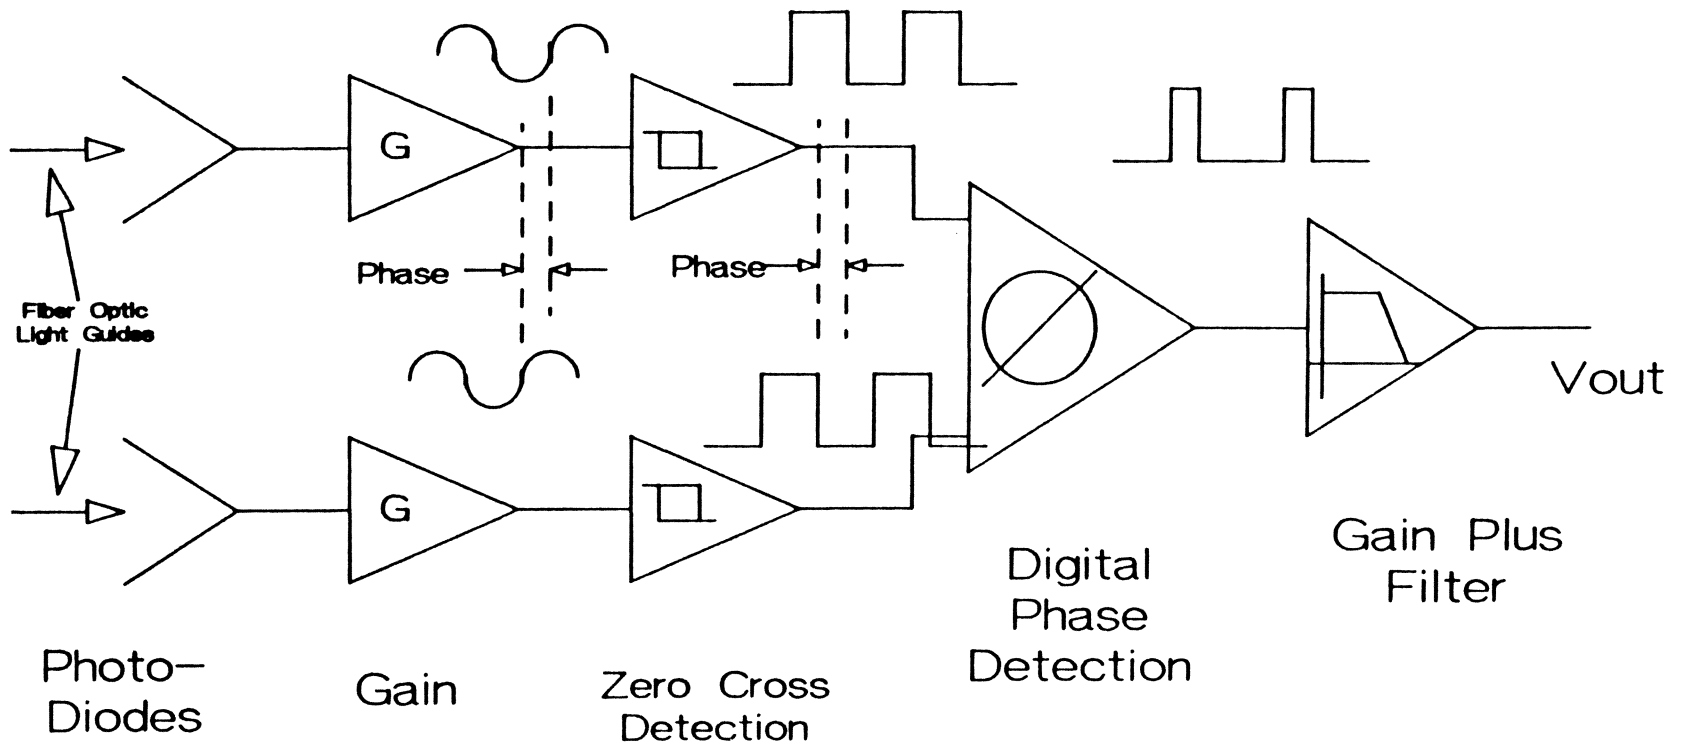 G
Phase
Phase
Fiber Optic
Light Guides
Vout
G
Digital
Phase
Detection
Gain Plus
Filter
Photo-
Diodes
Gain
Zero Cross
Detection